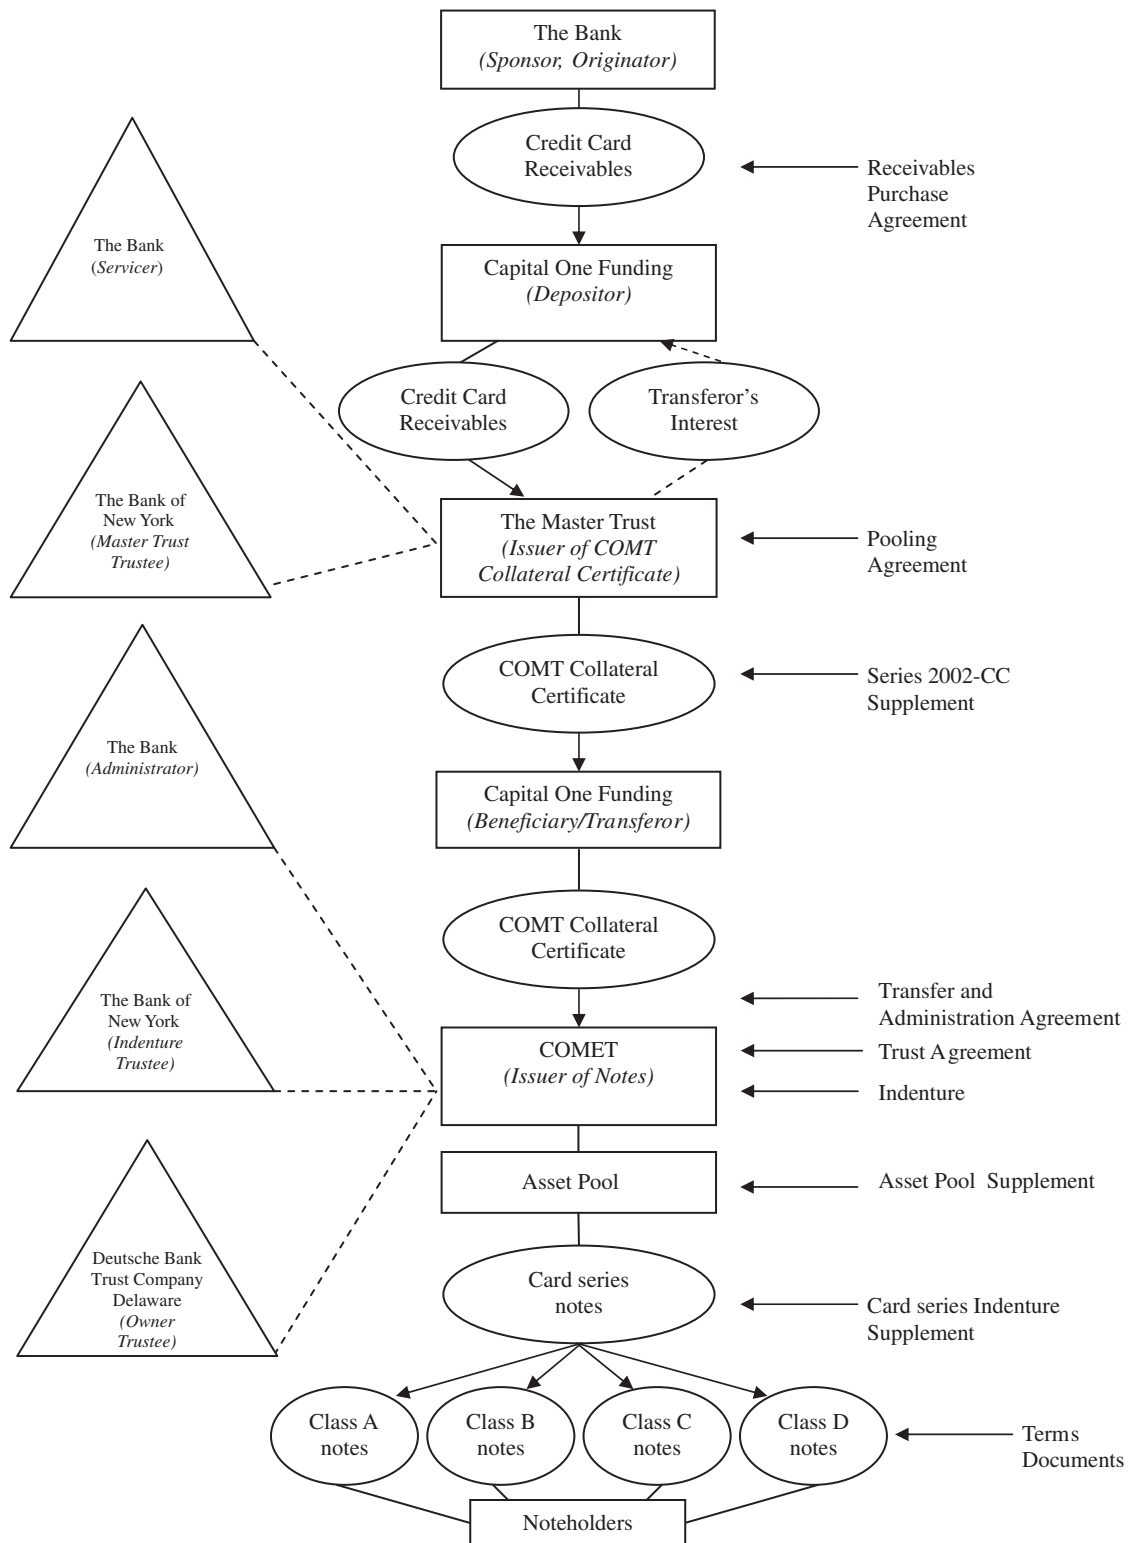 The Bank
(Sponsor, Originator)
Credit Card
Receivables
Receivables
Purchase
Agreement
The Bank
(Servicer)
Capital One Funding
(Depositor)
Credit Card
Receivables
Transferor's
Interest
The Bank of
New York
(Master Trust
Trustee)
The Master Trust
(Issuer of COMT
Collateral Certificate)
Pooling
Agreement
COMT Collateral
Certificate
Series 2002-CC
Supplement
The Bank
(Administrator)
Capital One Funding
(Beneficiary/Transferor)
COMT Collateral
Certificate
The Bank of
New York
(Indenture
Trustee)
Transfer and
Administration Agreement
COMET
(Issuer of Notes)
Trust Agreement
Indenture
Asset Pool
Asset Pool Supplement
Deutsche Bank
Trust Company
Delaware
(Owner
Trustee)
Card series
notes
Card series Indenture
Supplement
Class A
notes
Class B
notes
Class C
notes
Class D
notes
Terms
Documents
Noteholders